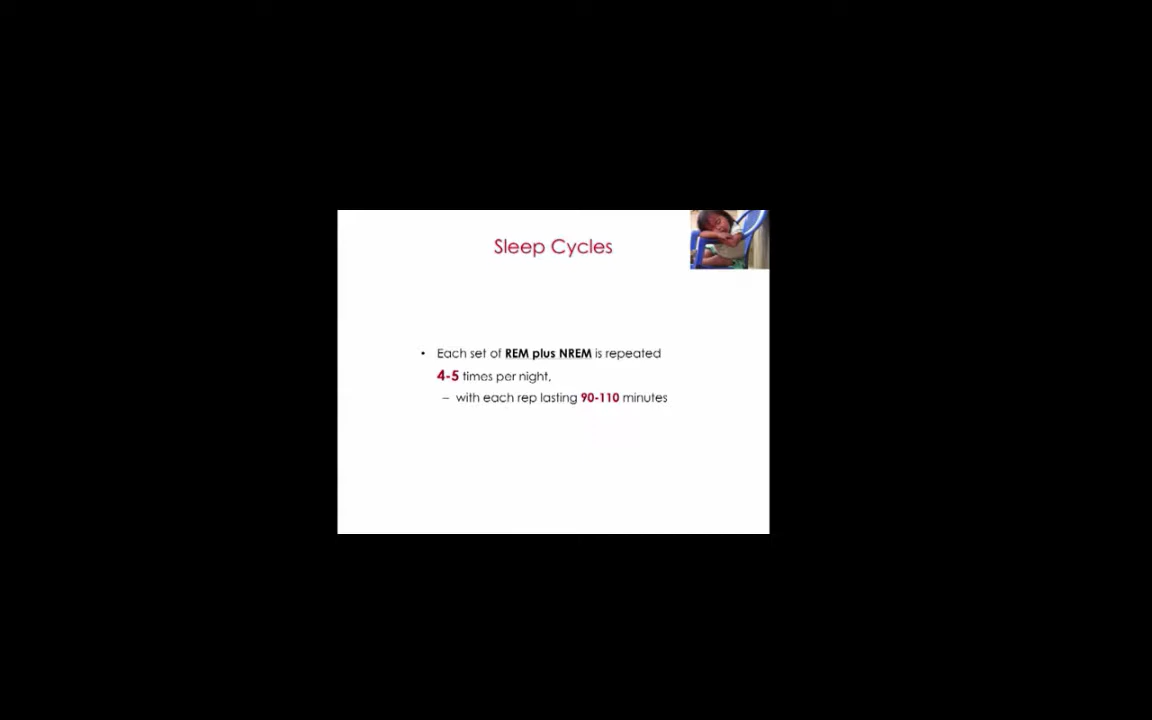 Sleep Cycles
• Each set of REM plus NREM is repeated
4-5 times per night,
– with each rep lasting 90-110 minutes